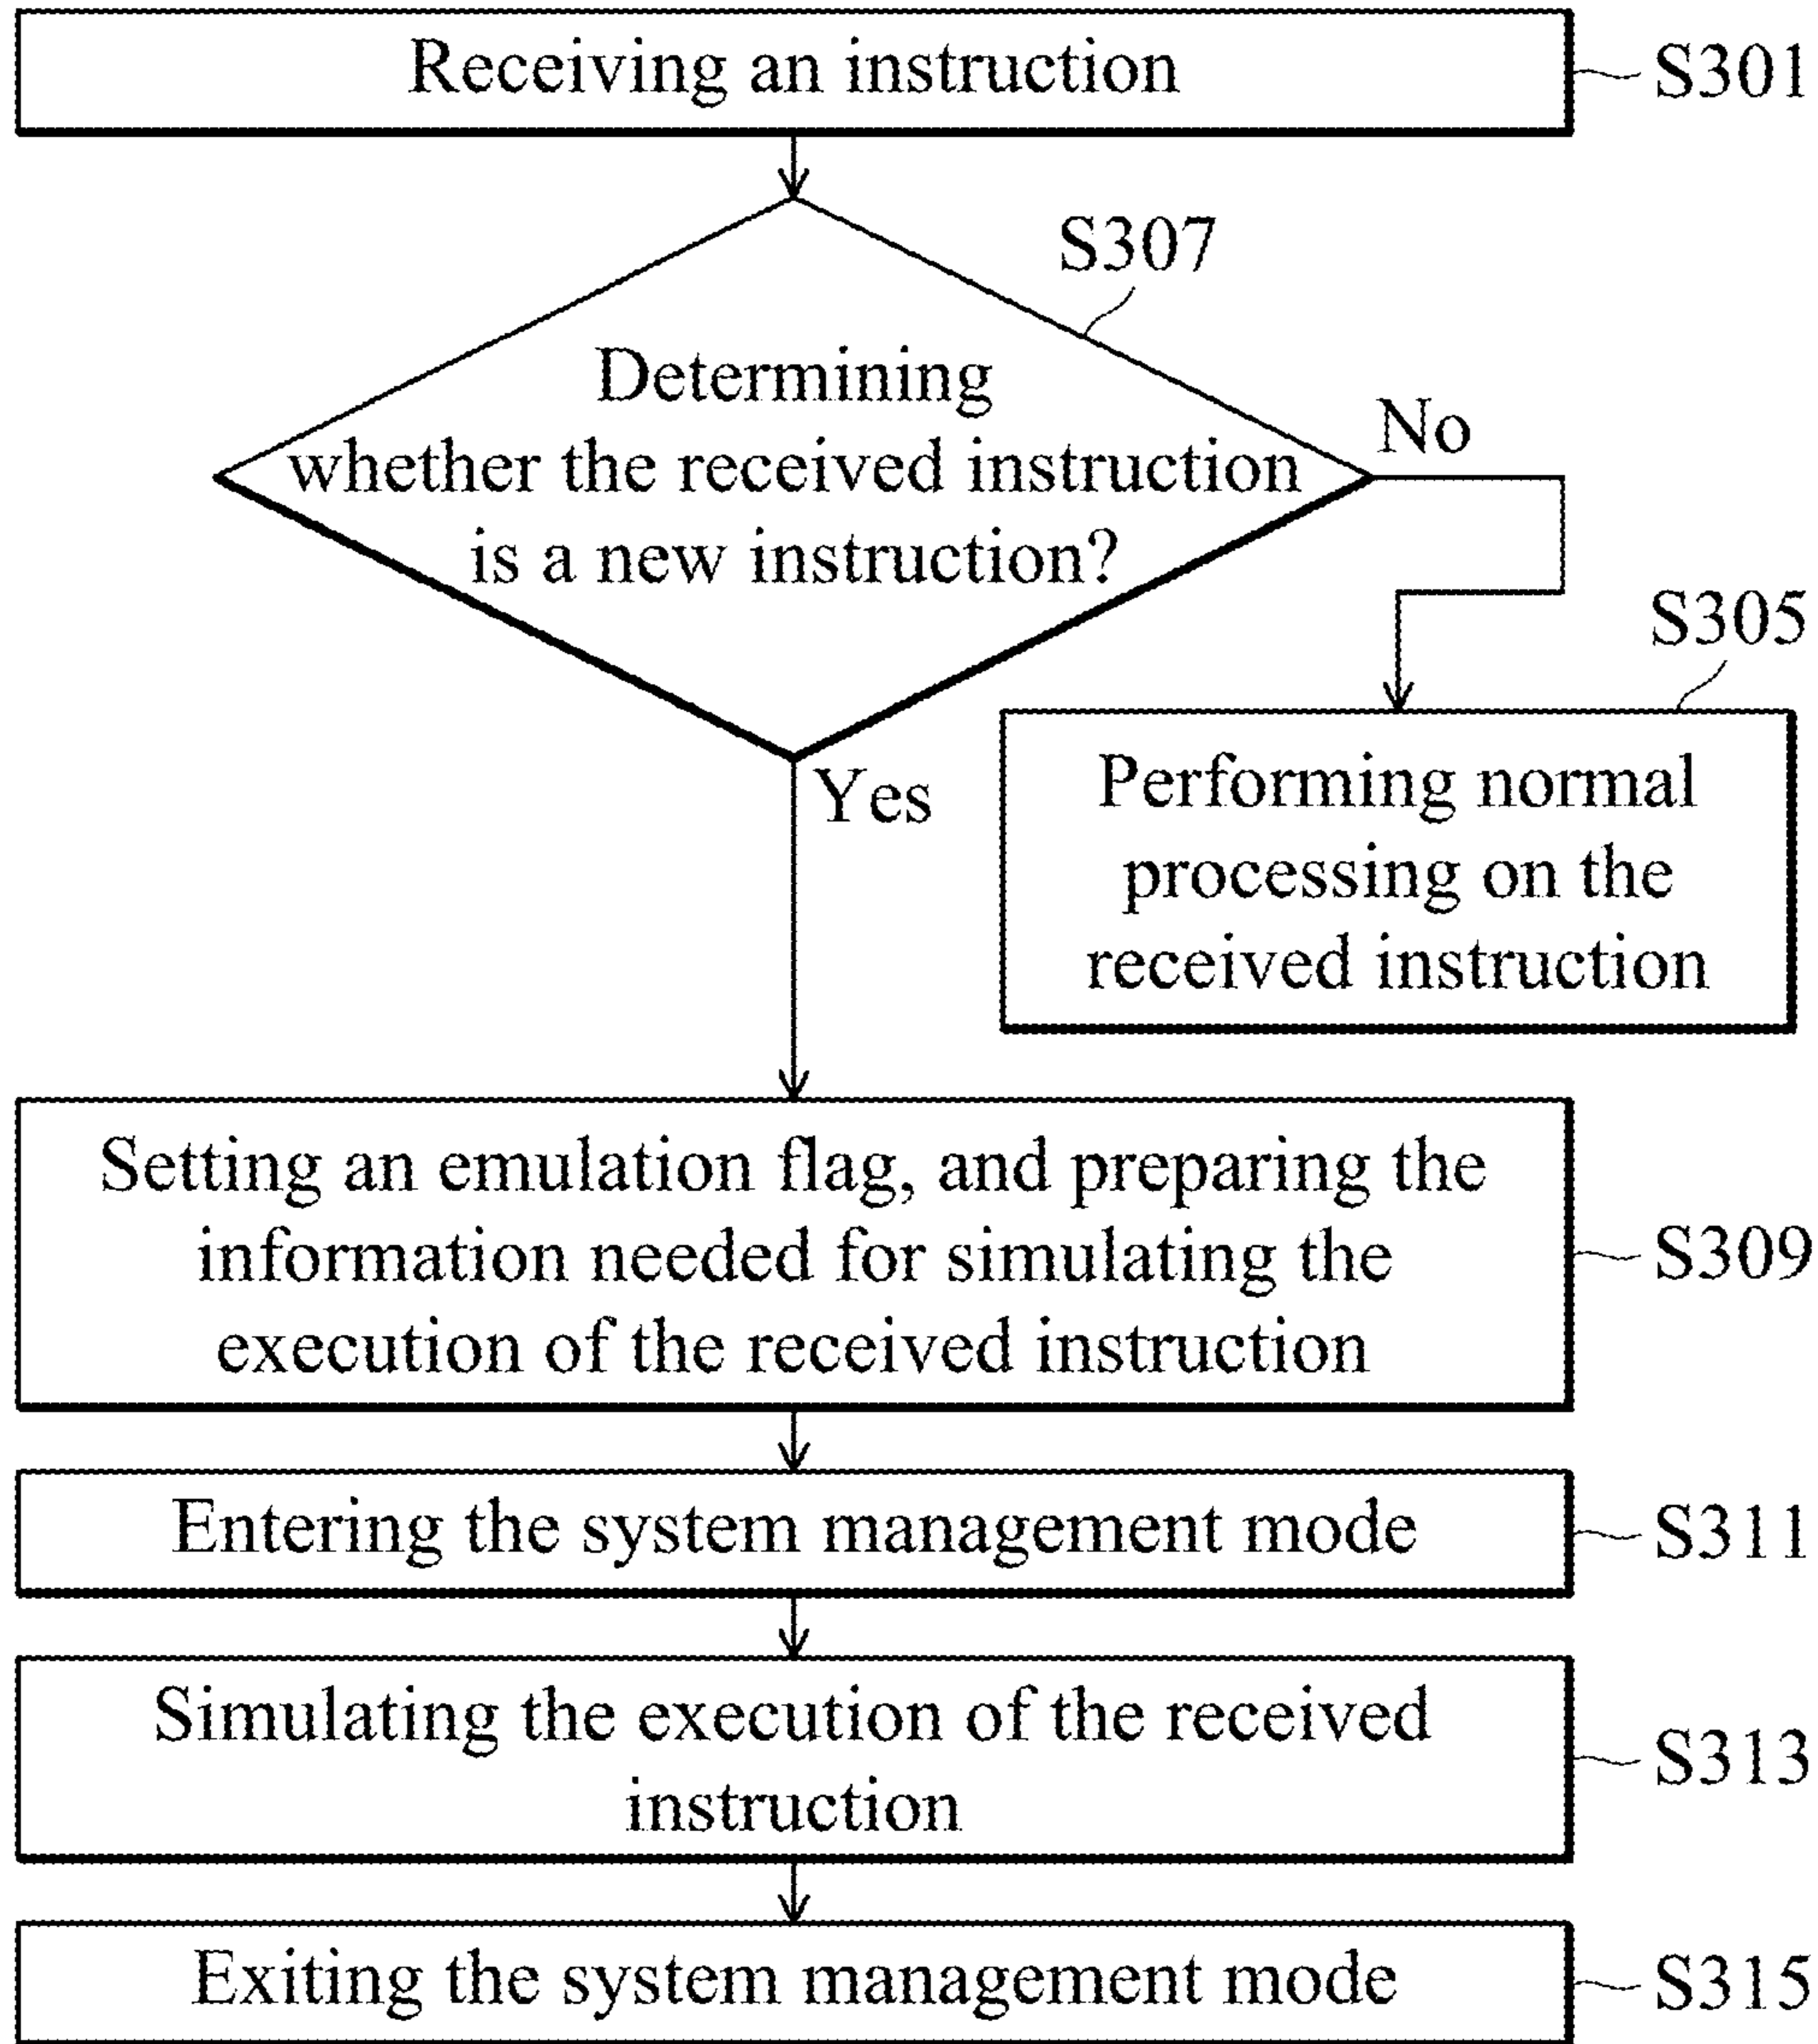 Receiving an instruction
S301
S307
Determining
whether the received instruction
is a new instruction?
No
Yes
S305
Performing normal
processing on the
received instruction
Setting an emulation flag, and preparing the
information needed for simulating the
execution of the received instruction
S309
Entering the system management mode
S311
Simulating the execution of the received
instruction
S313
Exiting the system management mode
S315